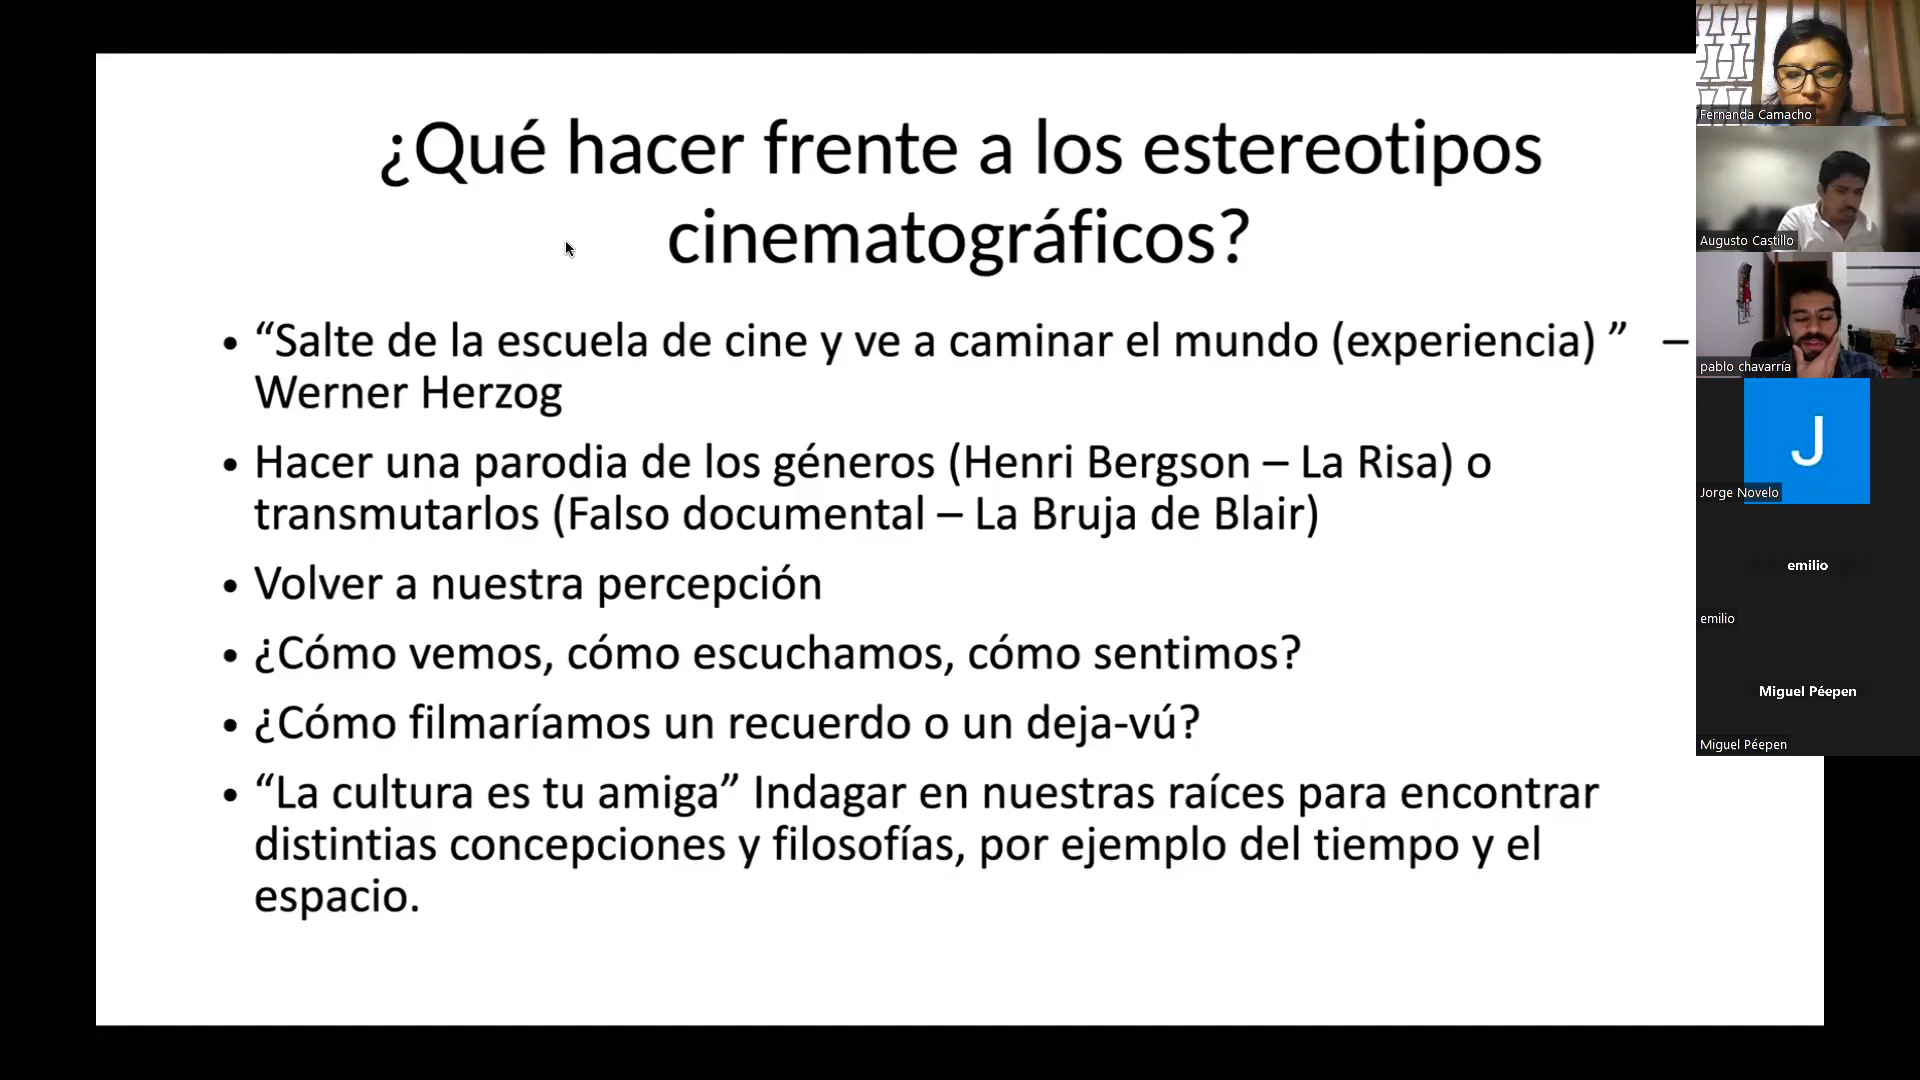 ¿Qué hacer frente a los estereotipos
cinematográficos?
• “Salte de la escuela de cine y ve a caminar el mundo (experiencia) ” –
Werner Herzog
• Hacer una parodia de los géneros (Henri Bergson – La Risa) o
transmutarlos (Falso documental – La Bruja de Blair)
• Volver a nuestra percepción
• ¿Cómo vemos, cómo escuchamos, cómo sentimos?
• ¿Cómo filmaríamos un recuerdo o un deja-vú?
• “La cultura es tu amiga” Indagar en nuestras raíces para encontrar
distintias concepciones y filosofías, por ejemplo del tiempo y el
espacio.
Fernanda Camacho
Augusto Castillo
pablo chavarría
J
Jorge Novelo
emilio
emilio
Miguel Péepen
Miguel Péepen